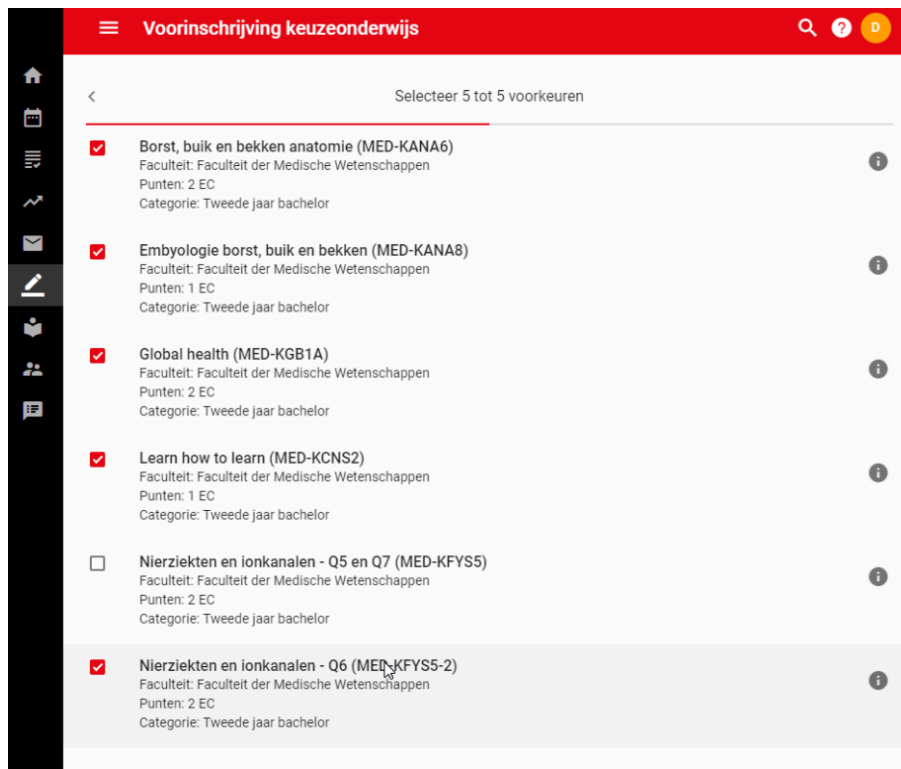 Voorinschrijving keuzeonderwijs
?
D
Selecteer 5 tot 5 voorkeuren
Borst, buik en bekken anatomie (MED-KANA6)
Faculteit: Faculteit der Medische Wetenschappen
Punten: 2 EC
Categorie: Tweede jaar bachelor
Embyologie borst, buik en bekken (MED-KANA8)
Faculteit: Faculteit der Medische Wetenschappen
Punten: 1 EC
Categorie: Tweede jaar bachelor
Global health (MED-KGB1A)
Faculteit: Faculteit der Medische Wetenschappen
Punten: 2 EC
Categorie: Tweede jaar bachelor
Learn how to learn (MED-KCNS2)
Faculteit: Faculteit der Medische Wetenschappen
Punten: 1 EC
Categorie: Tweede jaar bachelor
Nierziekten en ionkanalen - Q5 en Q7 (MED-KFYS5)
Faculteit: Faculteit der Medische Wetenschappen
Punten: 2 EC
Categorie: Tweede jaar bachelor
Nierziekten en ionkanalen - Q6 (MED-KFYS5-2)
Faculteit: Faculteit der Medische Wetenschappen
Punten: 2 EC
Categorie: Tweede jaar bachelor